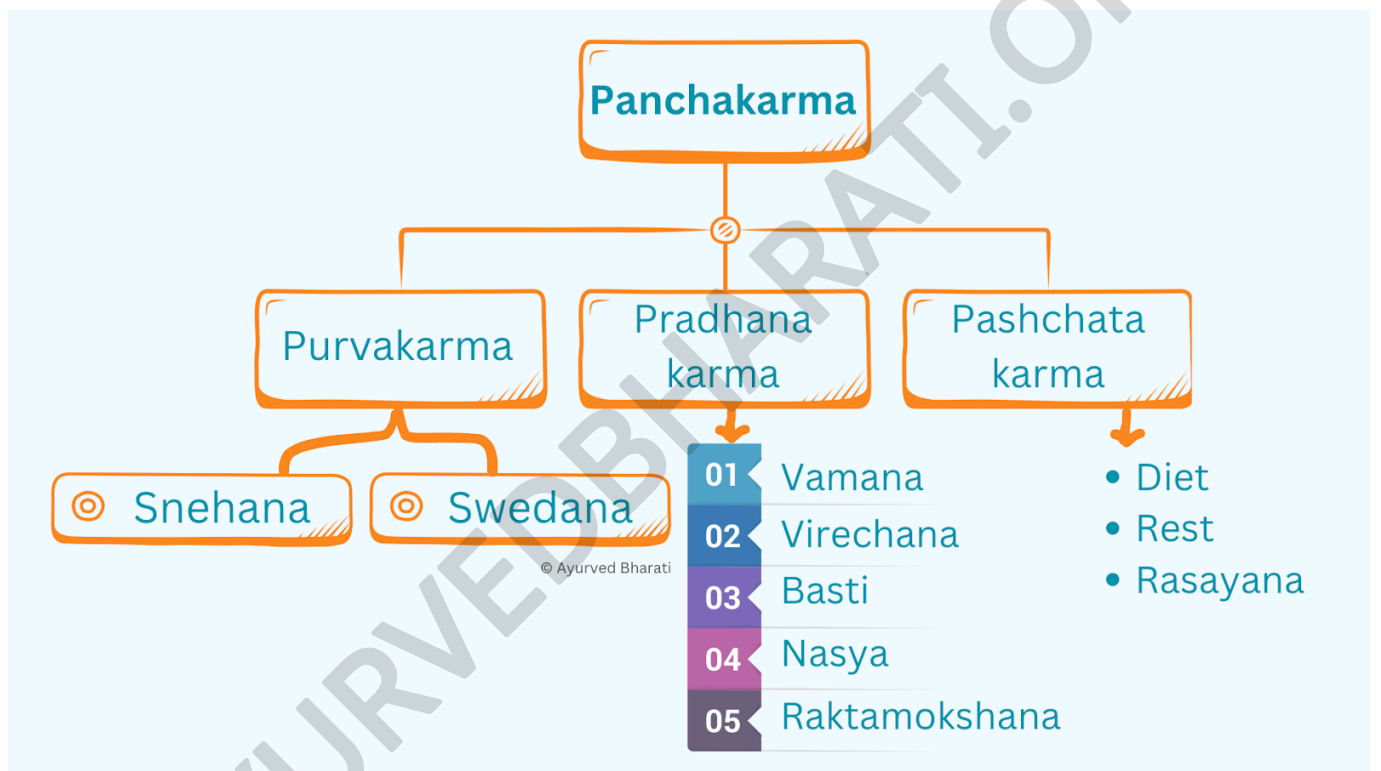 Panchakarma
Purvakarma
Pradhana
karma
Pashchata
karma
Snehana
Swedana
© Ayurved Bharati
01 Vamana
02 Virechana
03 Basti
04 Nasya
05 Raktamokshana
• Diet
• Rest
• Rasayana